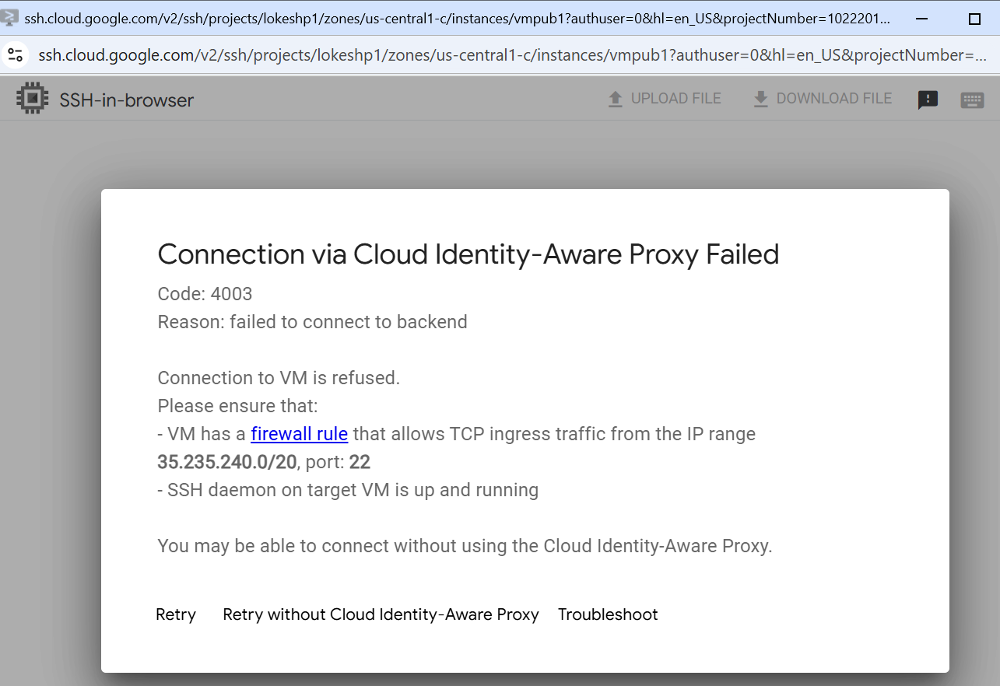 ssh.cloud.google.com/v2/ssh/projects/lokeshp1/zones/us-central1-c/instances/vmpub1?authuser=0&hl=en_US&projectNumber=1022201...
ssh.cloud.google.com/v2/ssh/projects/lokeshp1/zones/us-central1-c/instances/vmpub1?authuser=0&hl=en_US&projectNumber=...
SSH-in-browser UPLOAD FILE DOWNLOAD FILE
Connection via Cloud Identity-Aware Proxy Failed
Code: 4003
Reason: failed to connect to backend
Connection to VM is refused.
Please ensure that:
- VM has a firewall rule that allows TCP ingress traffic from the IP range
35.235.240.0/20, port: 22
- SSH daemon on target VM is up and running
You may be able to connect without using the Cloud Identity-Aware Proxy.
Retry Retry without Cloud Identity-Aware Proxy Troubleshoot